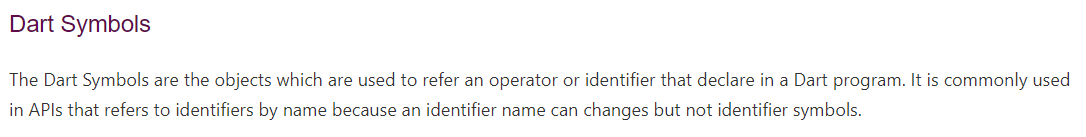 Dart Symbols
The Dart Symbols are the objects which are used to refer an operator or identifier that declare in a Dart program. It is commonly used
in APIs that refers to identifiers by name because an identifier name can changes but not identifier symbols.